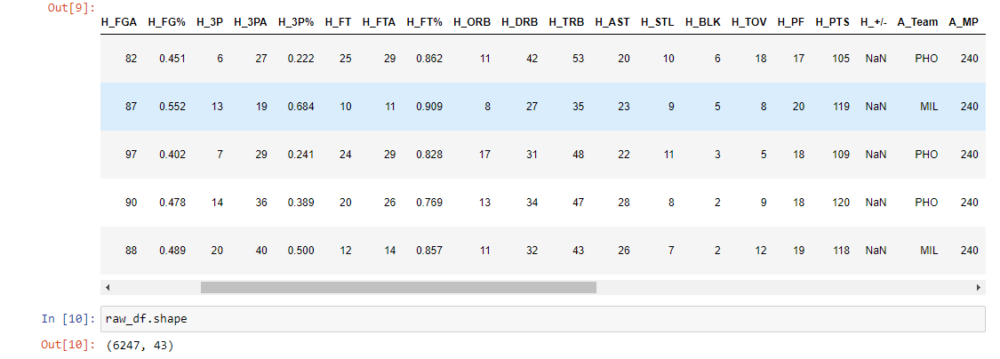 Out[9]:
H_FGA H_FG% H_3P H_3PA H_3P% H_FT H_FTA H_FT% H_ORB H_DRB H_TRB H_AST H_STL H_BLK H_TOV H_PF H_PTS H_+/- A_Team A_MP
82 0.451 6 27 0.222 25 29 0.862 11 42 53 20 10 6 18 17 105 NaN PHO 240
87 0.552 13 19 0.684 10 11 0.909 8 27 35 23 9 5 8 20 119 NaN MIL 240
97 0.402 7 29 0.241 24 29 0.828 17 31 48 22 11 3 5 18 109 NaN PHO 240
90 0.478 14 36 0.389 20 26 0.769 13 34 47 28 8 2 9 18 120 NaN PHO 240
88 0.489 20 40 0.500 12 14 0.857 11 32 43 26 7 2 12 19 118 NaN MIL 240
In [10]: raw_df.shape
Out[10]: (6247, 43)